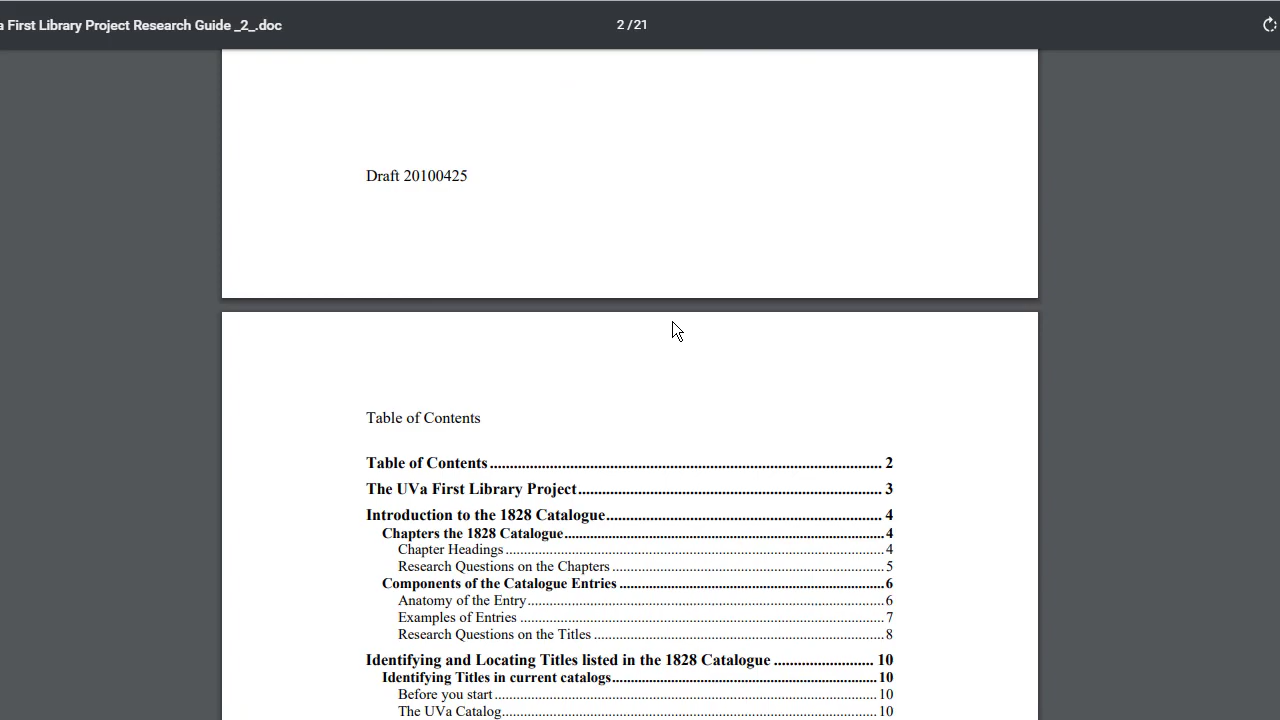 a First Library Project Research Guide _2_.doc
2 / 21
Draft 20100425
Table of Contents
Table of Contents ........ 2
The UVa First Library Project ........ 3
Introduction to the 1828 Catalogue ........ 4
Chapters the 1828 Catalogue ........ 4
Chapter Headings ........ 4
Research Questions on the Chapters ........ 5
Components of the Catalogue Entries ........ 6
Anatomy of the Entry ........ 6
Examples of Entries ........ 7
Research Questions on the Titles ........ 8
Identifying and Locating Titles listed in the 1828 Catalogue ........ 10
Identifying Titles in current catalogs ........ 10
Before you start ........ 10
The UVa Catalog ........ 10